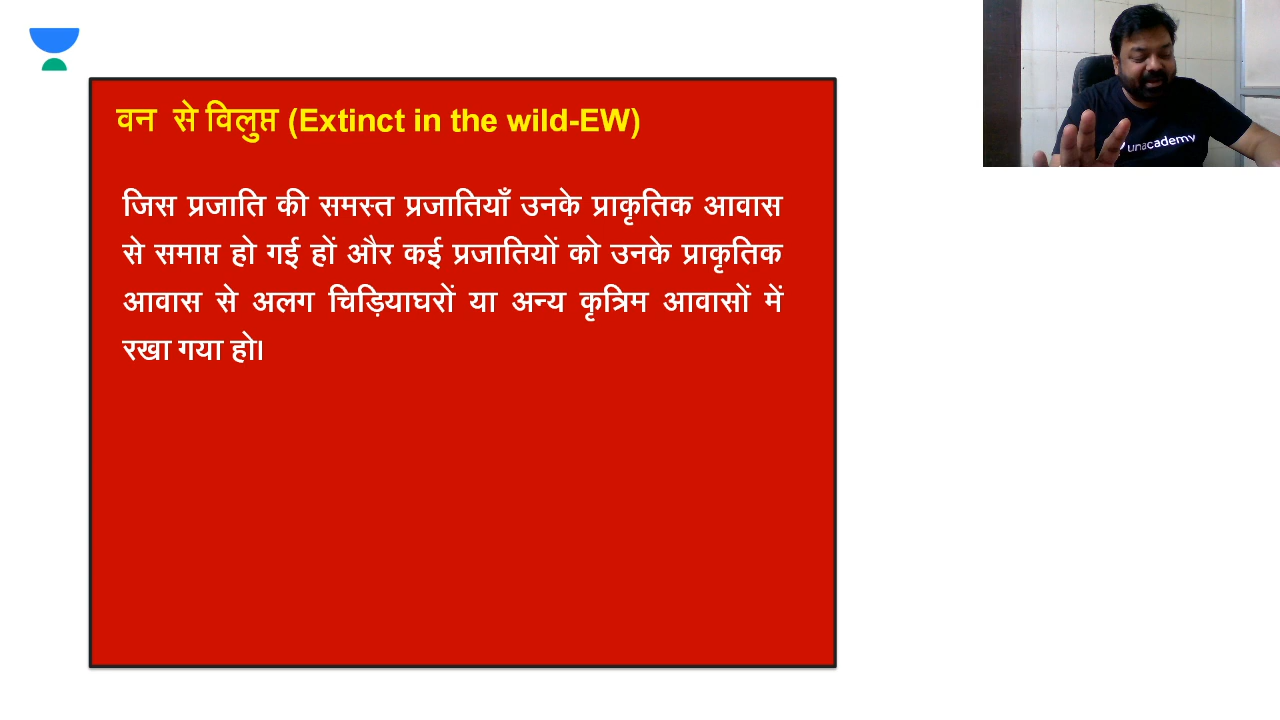 वन से विलुप्त (Extinct in the wild-EW)
जिस प्रजाति की समस्त प्रजातियाँ उनके प्राकृतिक आवास
से समाप्त हो गई हों और कई प्रजातियों को उनके प्राकृतिक
आवास से अलग चिड़ियाघरों या अन्य कृत्रिम आवासों में
रखा गया हो।
unacademy